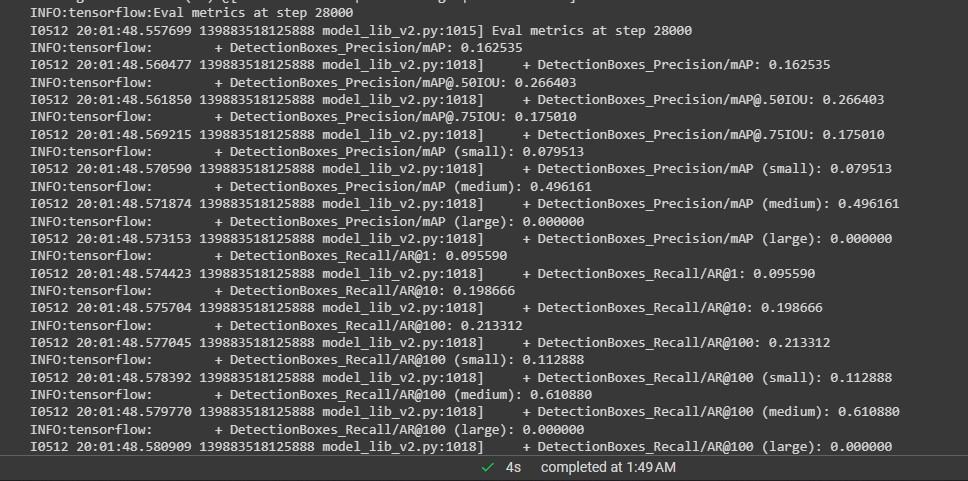 INFO:tensorflow:Eval metrics at step 28000
I0512 20:01:48.557699 139883518125888 model_lib_v2.py:1015] Eval metrics at step 28000
INFO:tensorflow: + DetectionBoxes_Precision/mAP: 0.162535
I0512 20:01:48.560477 139883518125888 model_lib_v2.py:1018] + DetectionBoxes_Precision/mAP: 0.162535
INFO:tensorflow: + DetectionBoxes_Precision/mAP@.50IOU: 0.266403
I0512 20:01:48.561850 139883518125888 model_lib_v2.py:1018] + DetectionBoxes_Precision/mAP@.50IOU: 0.266403
INFO:tensorflow: + DetectionBoxes_Precision/mAP@.75IOU: 0.175010
I0512 20:01:48.569215 139883518125888 model_lib_v2.py:1018] + DetectionBoxes_Precision/mAP@.75IOU: 0.175010
INFO:tensorflow: + DetectionBoxes_Precision/mAP (small): 0.079513
I0512 20:01:48.570590 139883518125888 model_lib_v2.py:1018] + DetectionBoxes_Precision/mAP (small): 0.079513
INFO:tensorflow: + DetectionBoxes_Precision/mAP (medium): 0.496161
I0512 20:01:48.571874 139883518125888 model_lib_v2.py:1018] + DetectionBoxes_Precision/mAP (medium): 0.496161
INFO:tensorflow: + DetectionBoxes_Precision/mAP (large): 0.000000
I0512 20:01:48.573153 139883518125888 model_lib_v2.py:1018] + DetectionBoxes_Precision/mAP (large): 0.000000
INFO:tensorflow: + DetectionBoxes_Recall/AR@1: 0.095590
I0512 20:01:48.574423 139883518125888 model_lib_v2.py:1018] + DetectionBoxes_Recall/AR@1: 0.095590
INFO:tensorflow: + DetectionBoxes_Recall/AR@10: 0.198666
I0512 20:01:48.575704 139883518125888 model_lib_v2.py:1018] + DetectionBoxes_Recall/AR@10: 0.198666
INFO:tensorflow: + DetectionBoxes_Recall/AR@100: 0.213312
I0512 20:01:48.577045 139883518125888 model_lib_v2.py:1018] + DetectionBoxes_Recall/AR@100: 0.213312
INFO:tensorflow: + DetectionBoxes_Recall/AR@100 (small): 0.112888
I0512 20:01:48.578392 139883518125888 model_lib_v2.py:1018] + DetectionBoxes_Recall/AR@100 (small): 0.112888
INFO:tensorflow: + DetectionBoxes_Recall/AR@100 (medium): 0.610880
I0512 20:01:48.579770 139883518125888 model_lib_v2.py:1018] + DetectionBoxes_Recall/AR@100 (medium): 0.610880
INFO:tensorflow: + DetectionBoxes_Recall/AR@100 (large): 0.000000
I0512 20:01:48.580909 139883518125888 model_lib_v2.py:1018] + DetectionBoxes_Recall/AR@100 (large): 0.000000
✓ 4s completed at 1:49 AM